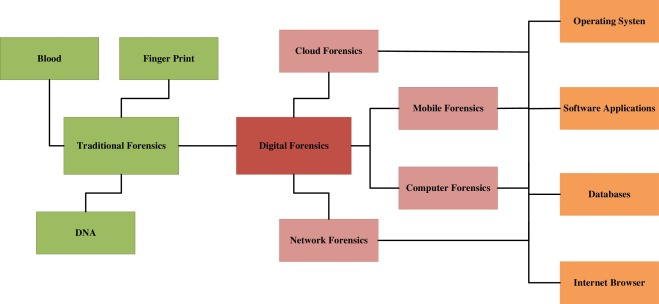 Operating Systen
Cloud Forensics
Blood
Finger Print
Software Applications
Mobile Forensics
Traditional Forensics
Digital Forensics
Computer Forensics
Databases
DNA
Network Forensics
Internet Browser